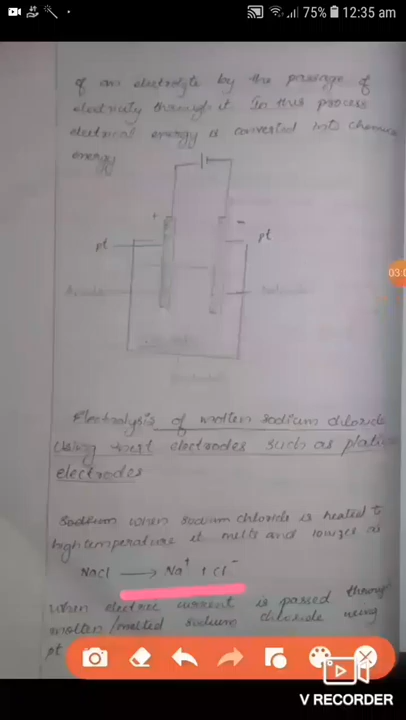 75% 12:35 am
of an electrolyte by the passage of
electricity through it In this process
electrical energy is converted into
energy
+ -
pt pt
03:0
Electrolysis of molten sodium chloride
Using inert electrodes such as
electrodes
Sodium when sodium chloride is heated to
high temperature it melts and ionizes as
NaCl ⟶ Na⁺ + Cl⁻
when electric current is passed through
molten/melted sodium chloride using
pt
V RECORDER